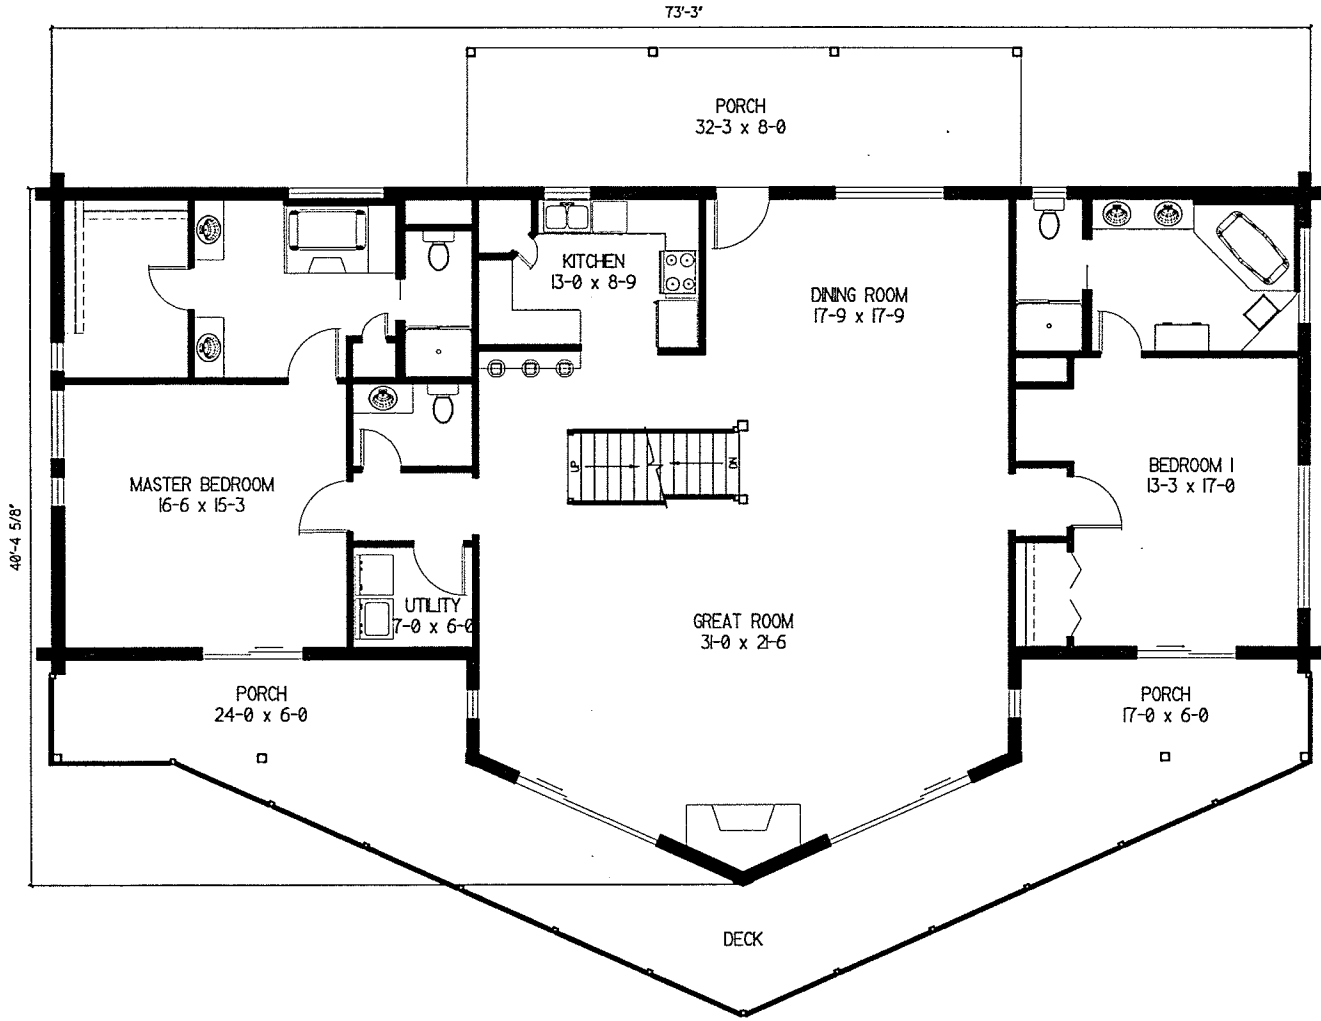 73'-3"
PORCH
32-3 x 8-0
KITCHEN
13-0 x 8-9
DINING ROOM
17-9 x 17-9
MASTER BEDROOM
16-6 x 15-3
UP
DN
BEDROOM 1
13-3 x 17-0
40'-4 5/8"
UTILITY
7-0 x 6-0
GREAT ROOM
31-0 x 21-6
PORCH
24-0 x 6-0
PORCH
17-0 x 6-0
DECK